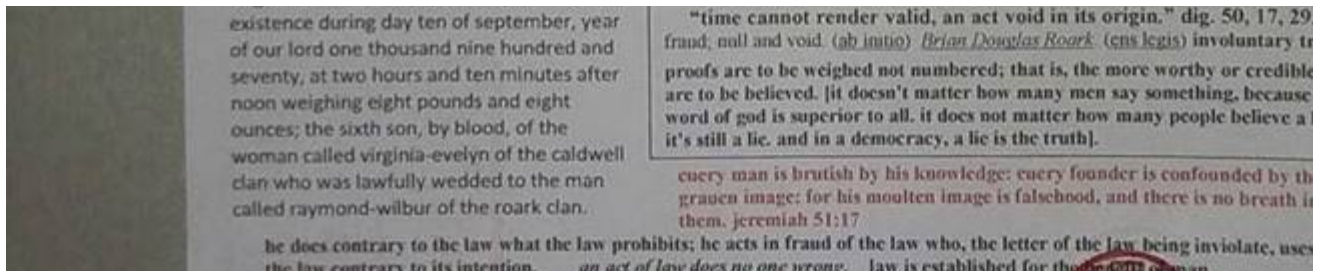 existence during day ten of september, year
of our lord one thousand nine hundred and
seventy, at two hours and ten minutes after
noon weighing eight pounds and eight
ounces; the sixth son, by blood, of the
woman called virginia-evelyn of the caldwell
clan who was lawfully wedded to the man
called raymond-wilbur of the roark clan.
"time cannot render valid, an act void in its origin." dig. 50, 17, 29
fraud; null and void. (ab initio) Brian Douglas Roark (ens legis) involuntary tr
proofs are to be weighed not numbered; that is, the more worthy or credible
are to be believed. [it doesn't matter how many men say something, because
word of god is superior to all. it does not matter how many people believe a l
it's still a lie. and in a democracy, a lie is the truth].
euery man is brutish by his knowledge: euery founder is confounded by th
grauen image: for his moulten image is falsehood, and there is no breath in
them. jeremiah 51:17
he does contrary to the law what the law prohibits; he acts in fraud of the law who, the letter of the law being inviolate, uses
the law contrary to its intention. an act of law does no one wrong. law is established for the